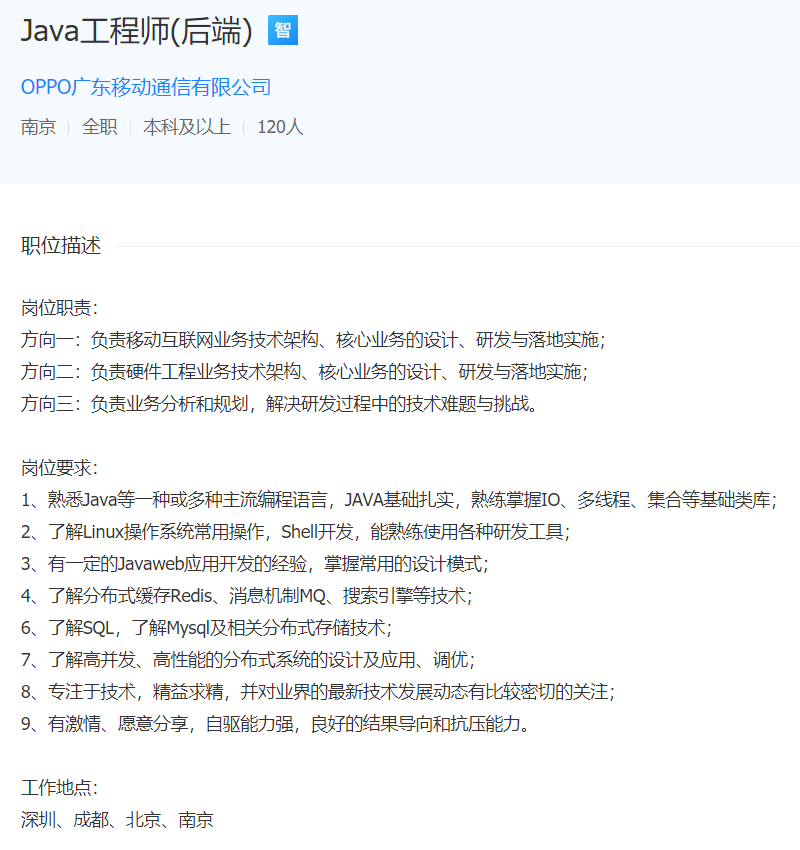 Java工程师(后端) 智
OPPO广东移动通信有限公司
南京 | 全职 | 本科及以上 | 120人
职位描述
岗位职责：
方向一：负责移动互联网业务技术架构、核心业务的设计、研发与落地实施；
方向二：负责硬件工程业务技术架构、核心业务的设计、研发与落地实施；
方向三：负责业务分析和规划，解决研发过程中的技术难题与挑战。
岗位要求：
1、熟悉Java等一种或多种主流编程语言，JAVA基础扎实，熟练掌握IO、多线程、集合等基础类库；
2、了解Linux操作系统常用操作，Shell开发，能熟练使用各种研发工具；
3、有一定的Javaweb应用开发的经验，掌握常用的设计模式；
4、了解分布式缓存Redis、消息机制MQ、搜索引擎等技术；
6、了解SQL，了解Mysql及相关分布式存储技术；
7、了解高并发、高性能的分布式系统的设计及应用、调优；
8、专注于技术，精益求精，并对业界的最新技术发展动态有比较密切的关注；
9、有激情、愿意分享，自驱能力强，良好的结果导向和抗压能力。
工作地点：
深圳、成都、北京、南京